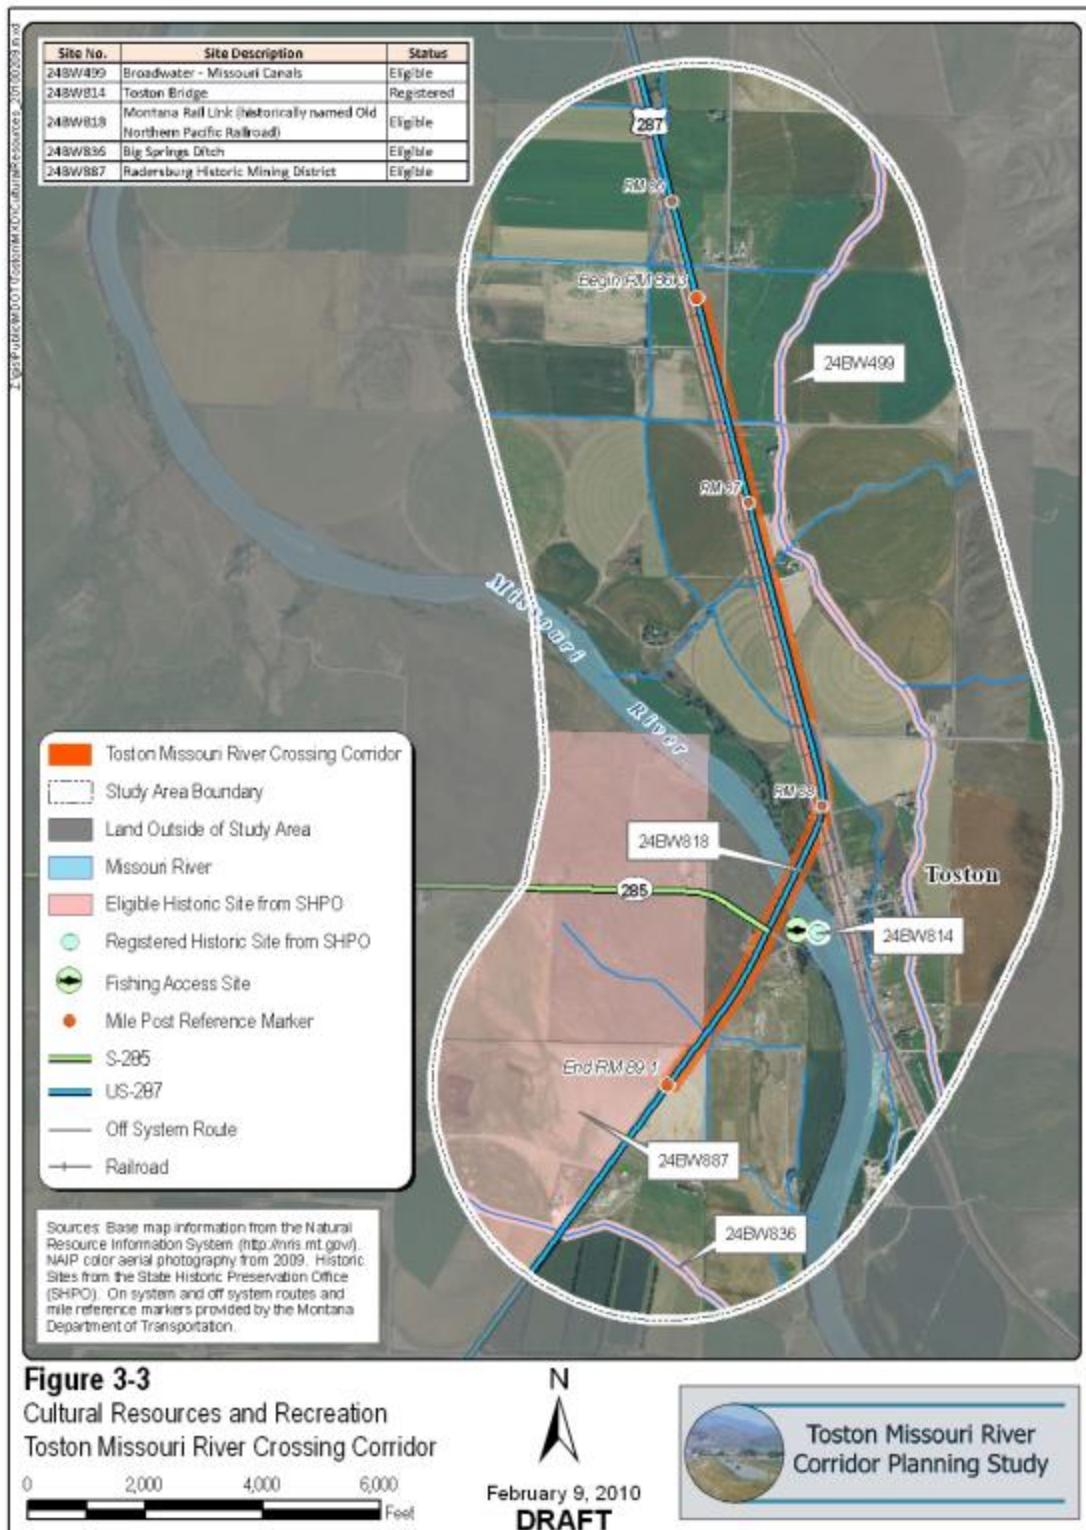 Site No. Site Description Status
24BW499 Broadwater - Missouri Canals Eligible
24BW814 Toston Bridge Registered
24BW818 Montana Rail Link (historically named Old Northern Pacific Railroad) Eligible
24BW836 Big Springs Ditch Eligible
24BW887 Radersburg Historic Mining District Eligible
287
RM 86
Begin RM 86.3
24BW499
RM 87
Missouri River
RM 88
24BW818
Toston
285
24BW814
End RM 89.1
24BW887
24BW836
Toston Missouri River Crossing Corridor
Study Area Boundary
Land Outside of Study Area
Missouri River
Eligible Historic Site from SHPO
Registered Historic Site from SHPO
Fishing Access Site
Mile Post Reference Marker
S-285
US-287
Off System Route
Railroad
Sources: Base map information from the Natural
Resource Information System (http://nris.mt.gov/).
NAIP color aerial photography from 2009. Historic
Sites from the State Historic Preservation Office
(SHPO). On system and off system routes and
mile reference markers provided by the Montana
Department of Transportation.
Figure 3-3
Cultural Resources and Recreation
Toston Missouri River Crossing Corridor
0 2,000 4,000 6,000
Feet
N
February 9, 2010
DRAFT
Toston Missouri River
Corridor Planning Study